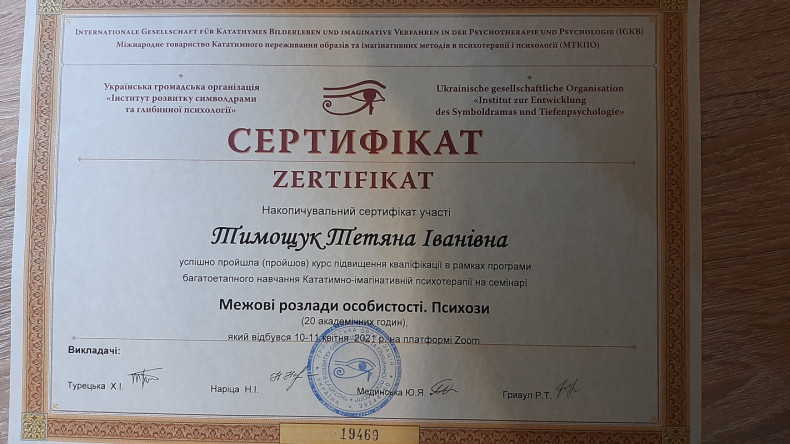 Internationale Gesellschaft für Katathymes Bilderleben und imaginative Verfahren in der Psychotherapie und Psychologie (IGKB)
Міжнародне товариство Кататимного переживання образів та імагінативних методів в психотерапії і психології (МТКПО)
Українська громадська організація
«Інститут розвитку символдрами
та глибинної психології»
Ukrainische gesellschaftliche Organisation
«Institut zur Entwicklung
des Symboldramas und Tiefenpsychologie»
СЕРТИФІКАТ
ZERTIFIKAT
Накопичувальний сертифікат участі
Тимощук Тетяна Іванівна
успішно пройшла (пройшов) курс підвищення кваліфікації в рамках програми
багатоетапного навчання Кататимно-імагінативній психотерапії на семінарі
Межові розлади особистості. Психози
(20 академічних годин),
який відбувся 10-11 квітня 2021 р. на платформі Zoom
Викладачі:
Турецька Х.І.
Наріца Н.І.
Мединська Ю.Я.
Гривул Р.Т.
19469